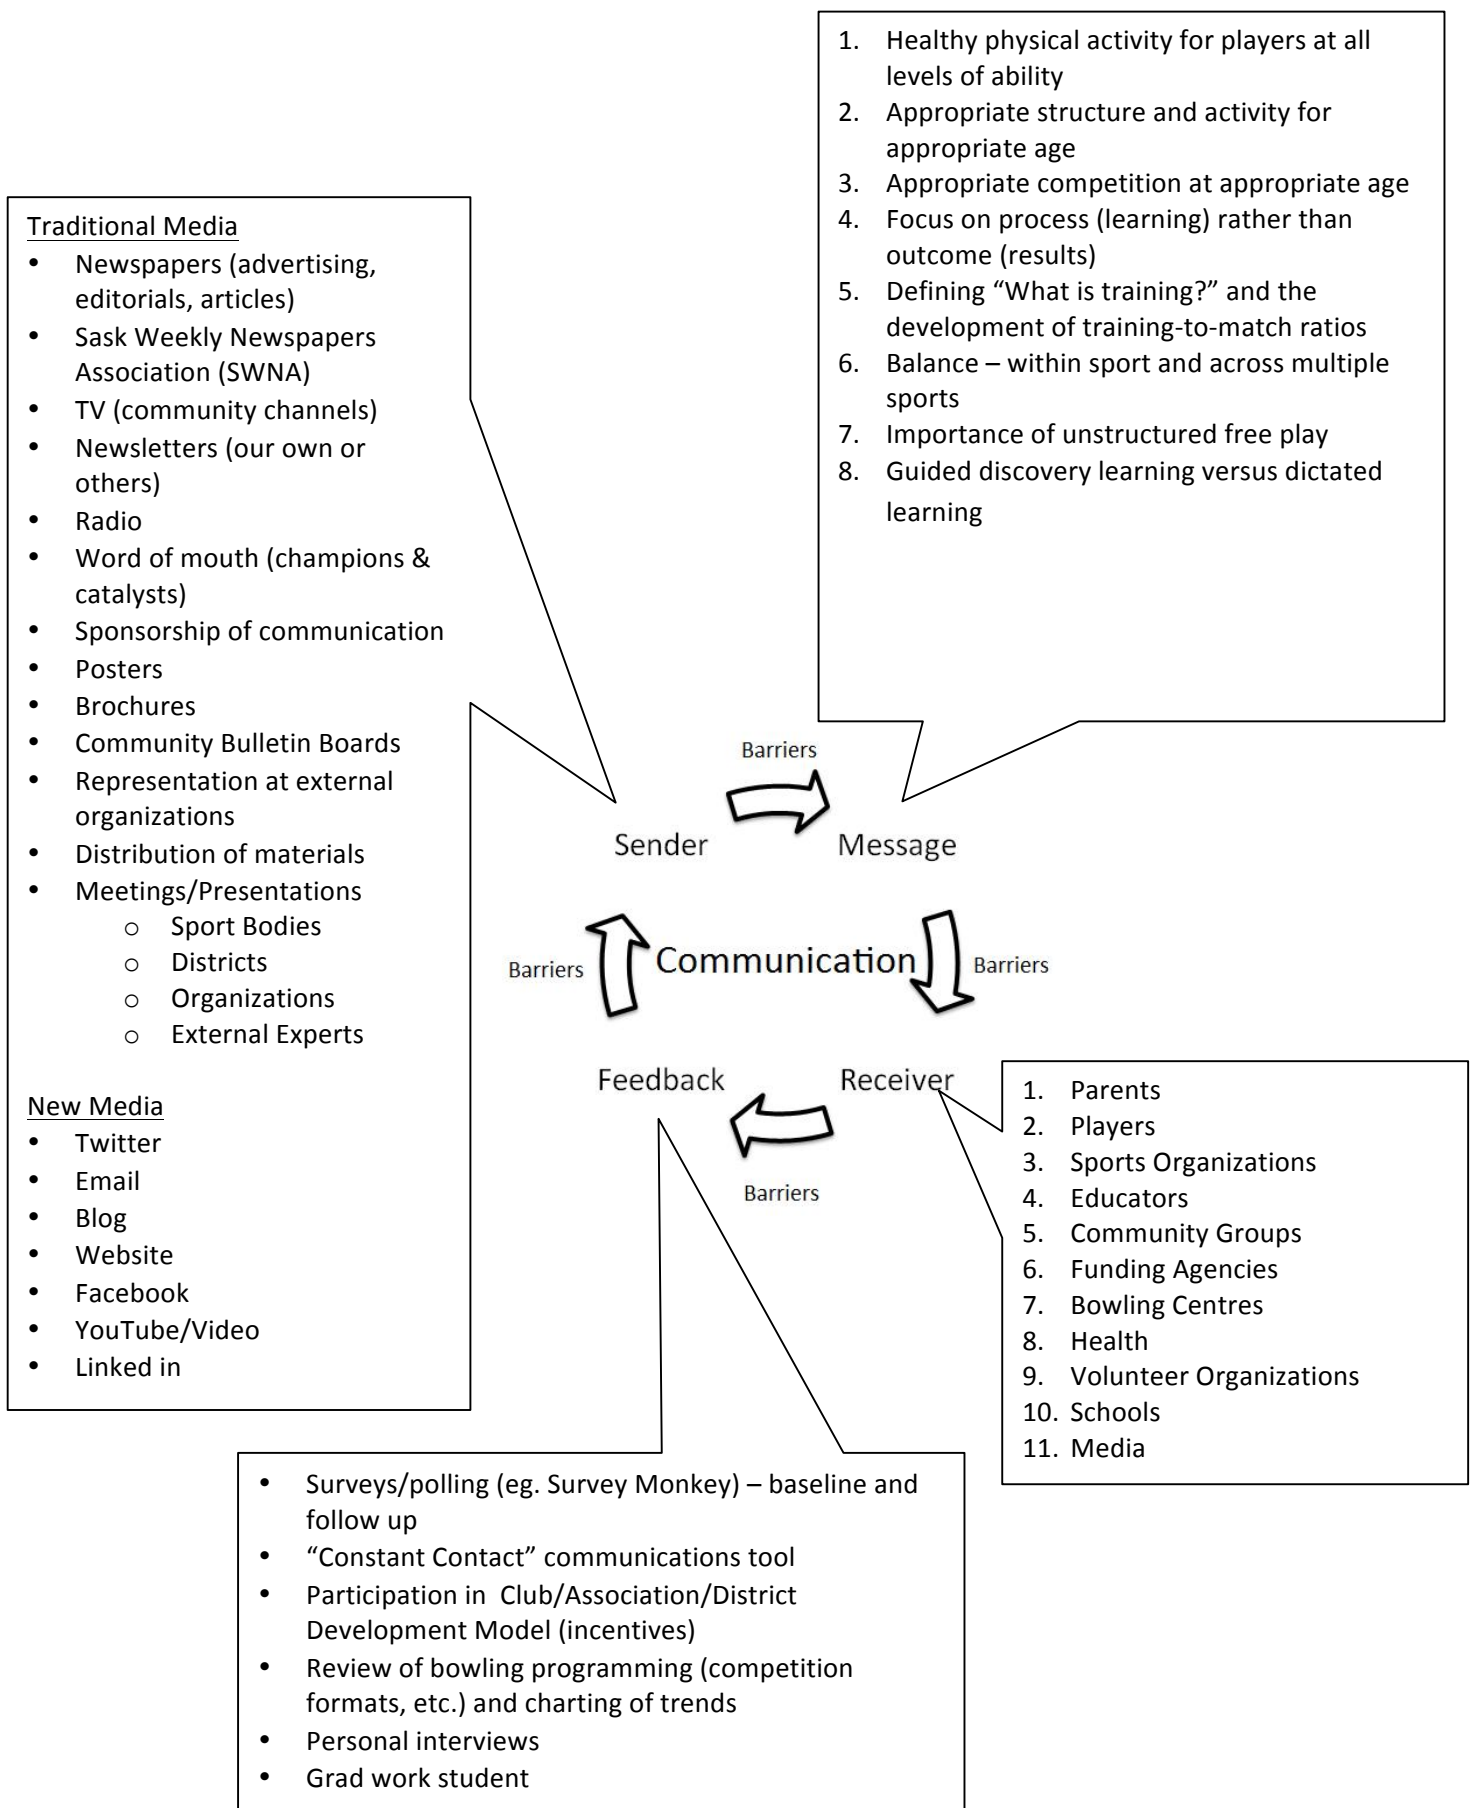 1. Healthy physical activity for players at all
levels of ability
2. Appropriate structure and activity for
appropriate age
3. Appropriate competition at appropriate age
4. Focus on process (learning) rather than
outcome (results)
5. Defining “What is training?” and the
development of training-to-match ratios
6. Balance – within sport and across multiple
sports
7. Importance of unstructured free play
8. Guided discovery learning versus dictated
learning
Traditional Media
• Newspapers (advertising,
editorials, articles)
• Sask Weekly Newspapers
Association (SWNA)
• TV (community channels)
• Newsletters (our own or
others)
• Radio
• Word of mouth (champions &
catalysts)
• Sponsorship of communication
• Posters
• Brochures
• Community Bulletin Boards
• Representation at external
organizations
• Distribution of materials
• Meetings/Presentations
o Sport Bodies
o Districts
o Organizations
o External Experts
New Media
• Twitter
• Email
• Blog
• Website
• Facebook
• YouTube/Video
• Linked in
Barriers
Sender
Message
Barriers
Communication
Barriers
Feedback
Receiver
Barriers
1. Parents
2. Players
3. Sports Organizations
4. Educators
5. Community Groups
6. Funding Agencies
7. Bowling Centres
8. Health
9. Volunteer Organizations
10. Schools
11. Media
• Surveys/polling (eg. Survey Monkey) – baseline and
follow up
• “Constant Contact” communications tool
• Participation in Club/Association/District
Development Model (incentives)
• Review of bowling programming (competition
formats, etc.) and charting of trends
• Personal interviews
• Grad work student